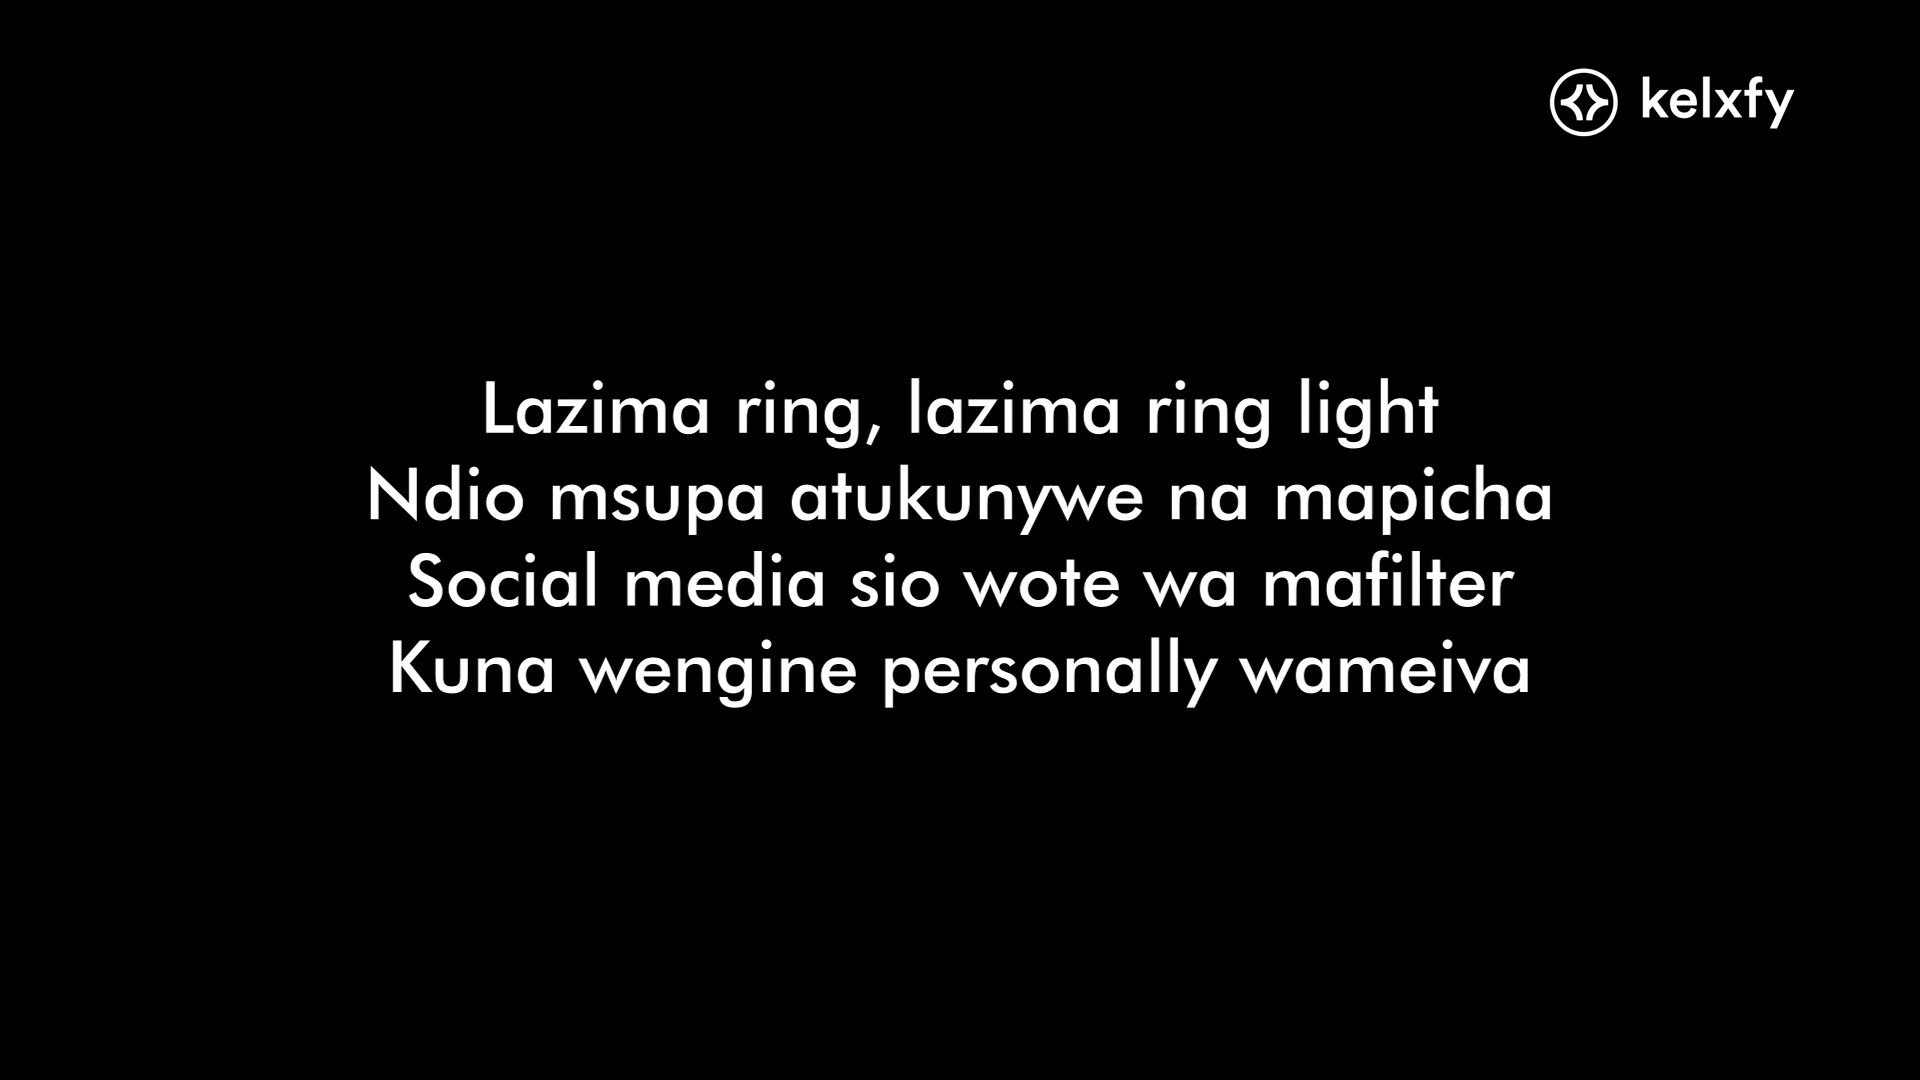 kelxfy
Lazima ring, lazima ring light
Ndio msupa atukunywe na mapicha
Social media sio wote wa mafilter
Kuna wengine personally wameiva